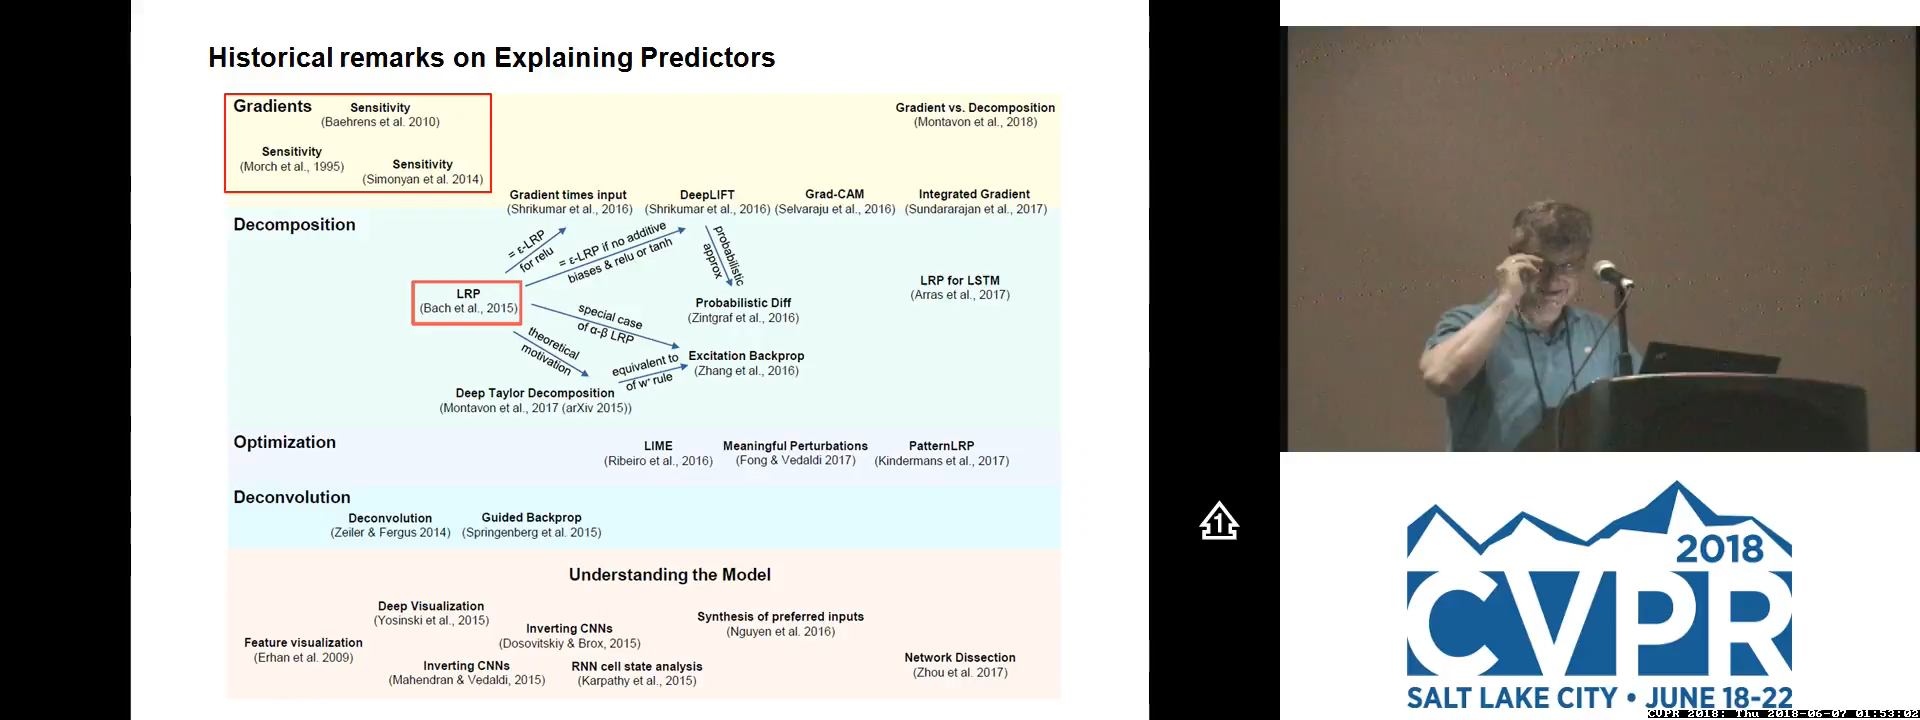 Historical remarks on Explaining Predictors
Gradients
Sensitivity
(Baehrens et al. 2010)
Sensitivity
(Morch et al., 1995)
Sensitivity
(Simonyan et al. 2014)
Gradient vs. Decomposition
(Montavon et al., 2018)
Gradient times input
(Shrikumar et al., 2016)
DeepLIFT
(Shrikumar et al., 2016)
Grad-CAM
(Selvaraju et al., 2016)
Integrated Gradient
(Sundararajan et al., 2017)
Decomposition
= ε-LRP
for relu
= ε-LRP if no additive
biases & relu or tanh
probabilistic
approx
LRP
(Bach et al., 2015)
LRP for LSTM
(Arras et al., 2017)
Probabilistic Diff
(Zintgraf et al., 2016)
special case
of α-β LRP
theoretical
motivation
equivalent to
of w⁺ rule
Excitation Backprop
(Zhang et al., 2016)
Deep Taylor Decomposition
(Montavon et al., 2017 (arXiv 2015))
Optimization
LIME
(Ribeiro et al., 2016)
Meaningful Perturbations
(Fong & Vedaldi 2017)
PatternLRP
(Kindermans et al., 2017)
Deconvolution
Deconvolution
(Zeiler & Fergus 2014)
Guided Backprop
(Springenberg et al. 2015)
Understanding the Model
Deep Visualization
(Yosinski et al., 2015)
Feature visualization
(Erhan et al. 2009)
Inverting CNNs
(Dosovitskiy & Brox, 2015)
Synthesis of preferred inputs
(Nguyen et al. 2016)
Inverting CNNs
(Mahendran & Vedaldi, 2015)
RNN cell state analysis
(Karpathy et al., 2015)
Network Dissection
(Zhou et al. 2017)
1
2018
CVPR
SALT LAKE CITY • JUNE 18-22
CVPR 2018: Thu 2018-06-07 01:53:02